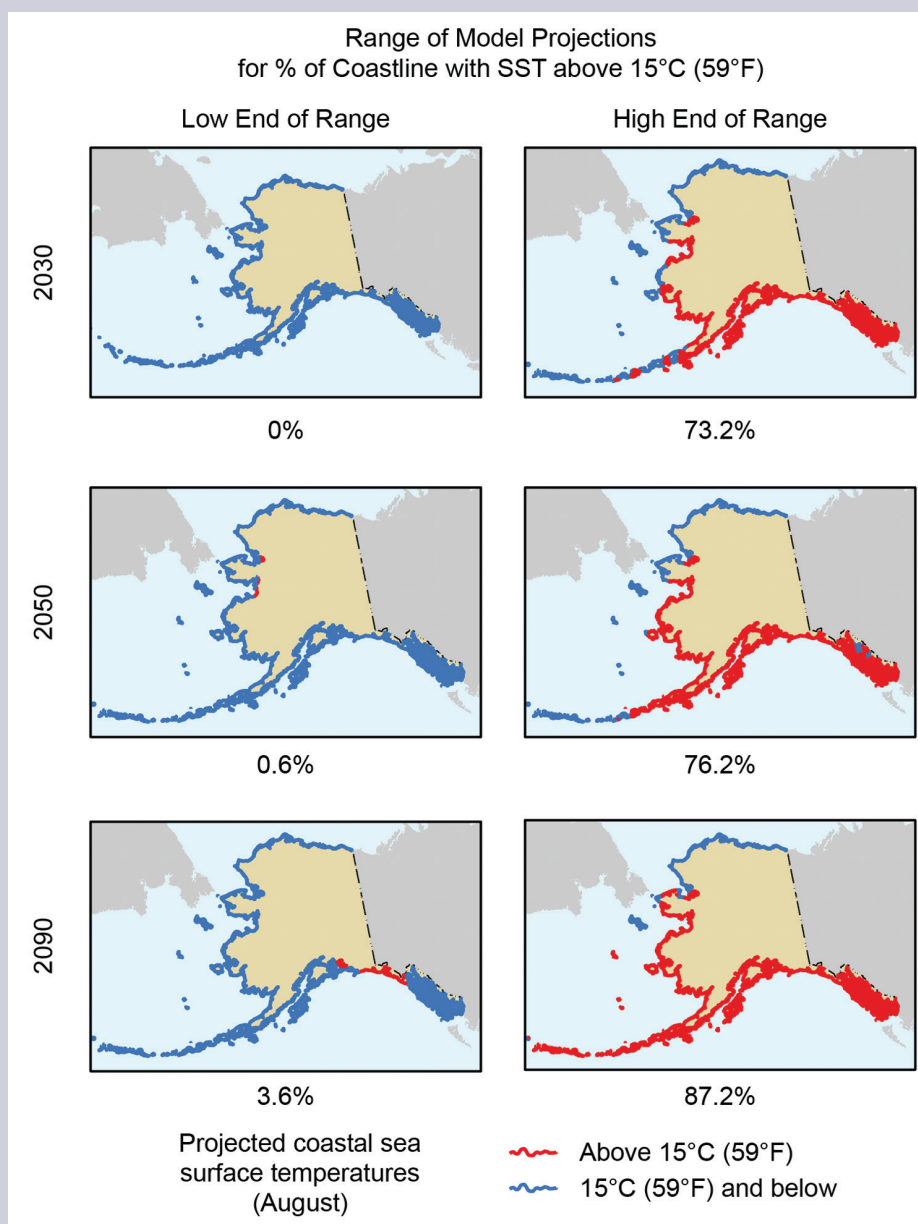 Range of Model Projections
for % of Coastline with SST above 15°C (59°F)
Low End of Range
High End of Range
2030
0%
73.2%
2050
0.6%
76.2%
2090
3.6%
87.2%
Projected coastal sea
surface temperatures
(August)
Above 15°C (59°F)
15°C (59°F) and below